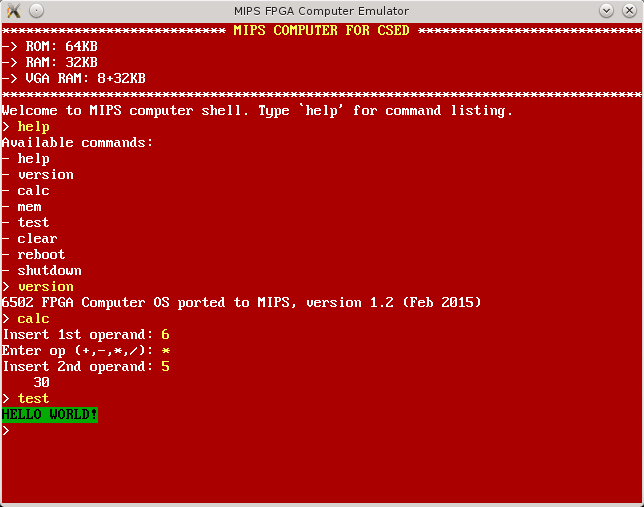 MIPS FPGA Computer Emulator
**************************** MIPS COMPUTER FOR CSED ****************************
-> ROM: 64KB
-> RAM: 32KB
-> VGA RAM: 8+32KB
********************************************************************************
Welcome to MIPS computer shell. Type `help' for command listing.
> help
Available commands:
- help
- version
- calc
- mem
- test
- clear
- reboot
- shutdown
> version
6502 FPGA Computer OS ported to MIPS, version 1.2 (Feb 2015)
> calc
Insert 1st operand: 6
Enter op (+,-,*,/): *
Insert 2nd operand: 5
30
> test
HELLO WORLD!
>